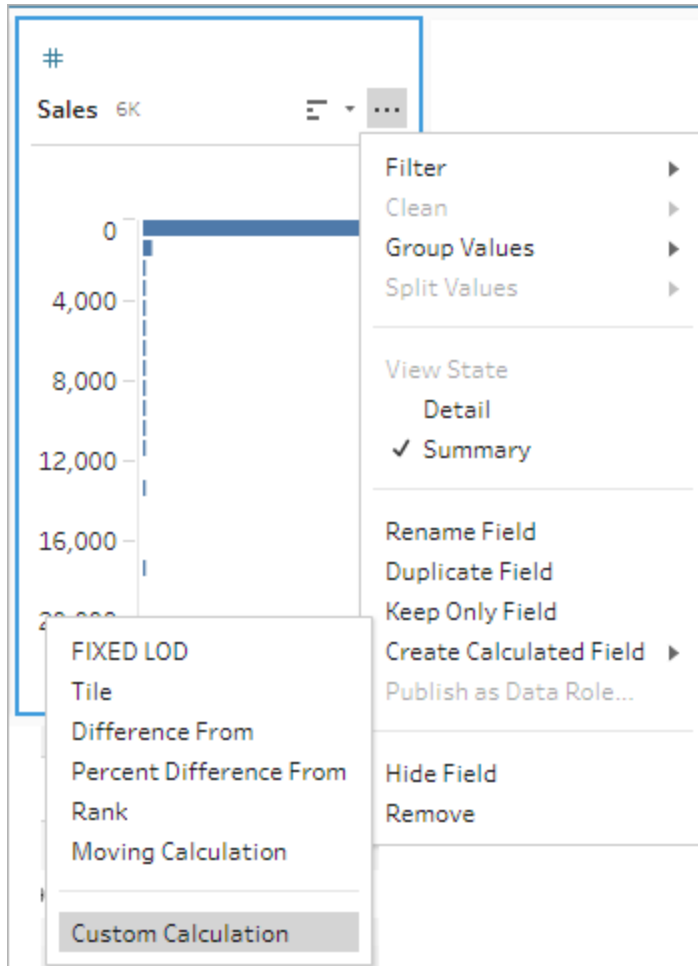 #
Sales 6K
Filter
Clean
Group Values
Split Values
View State
Detail
✓ Summary
Rename Field
Duplicate Field
Keep Only Field
Create Calculated Field
Publish as Data Role...
Hide Field
Remove
0
4,000
8,000
12,000
16,000
FIXED LOD
Tile
Difference From
Percent Difference From
Rank
Moving Calculation
Custom Calculation